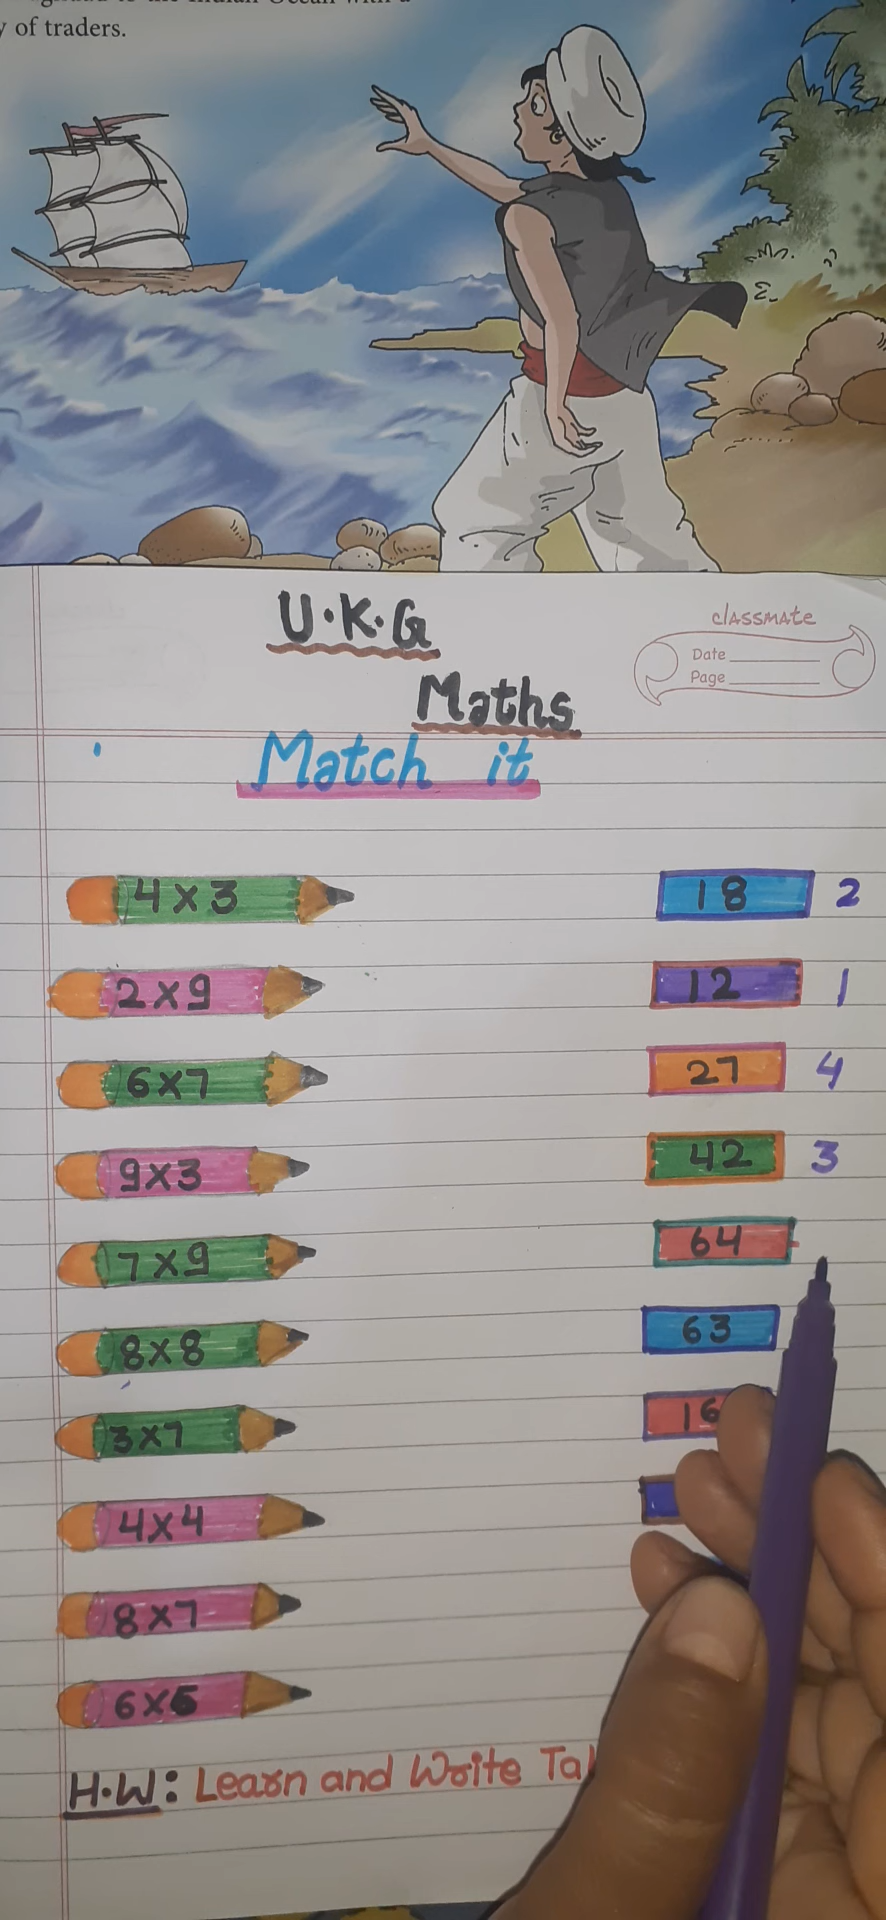 of traders.
U.K.G
classmate
Date
Page
Maths
Match it
4 x 3 18 2
2 x 9 12 1
6 x 7 27 4
9 x 3 42 3
7 x 9 64
8 x 8 63
3 x 7 16
4 x 4
8 x 7
6 x 5
H.W: Learn and Write